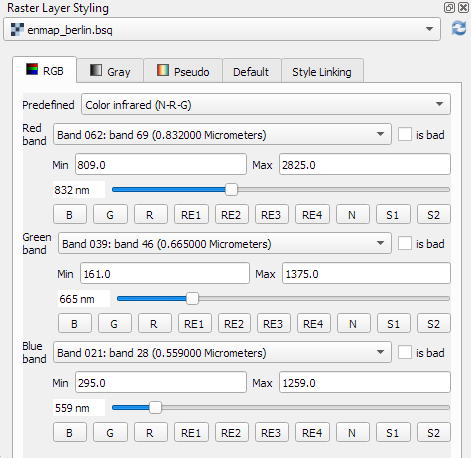 Raster Layer Styling
enmap_berlin.bsq
RGB Gray Pseudo Default Style Linking
Predefined Color infrared (N-R-G)
Red band Band 062: band 69 (0.832000 Micrometers) is bad
Min 809.0 Max 2825.0
832 nm
B G R RE1 RE2 RE3 RE4 N S1 S2
Green band Band 039: band 46 (0.665000 Micrometers) is bad
Min 161.0 Max 1375.0
665 nm
B G R RE1 RE2 RE3 RE4 N S1 S2
Blue band Band 021: band 28 (0.559000 Micrometers) is bad
Min 295.0 Max 1259.0
559 nm
B G R RE1 RE2 RE3 RE4 N S1 S2